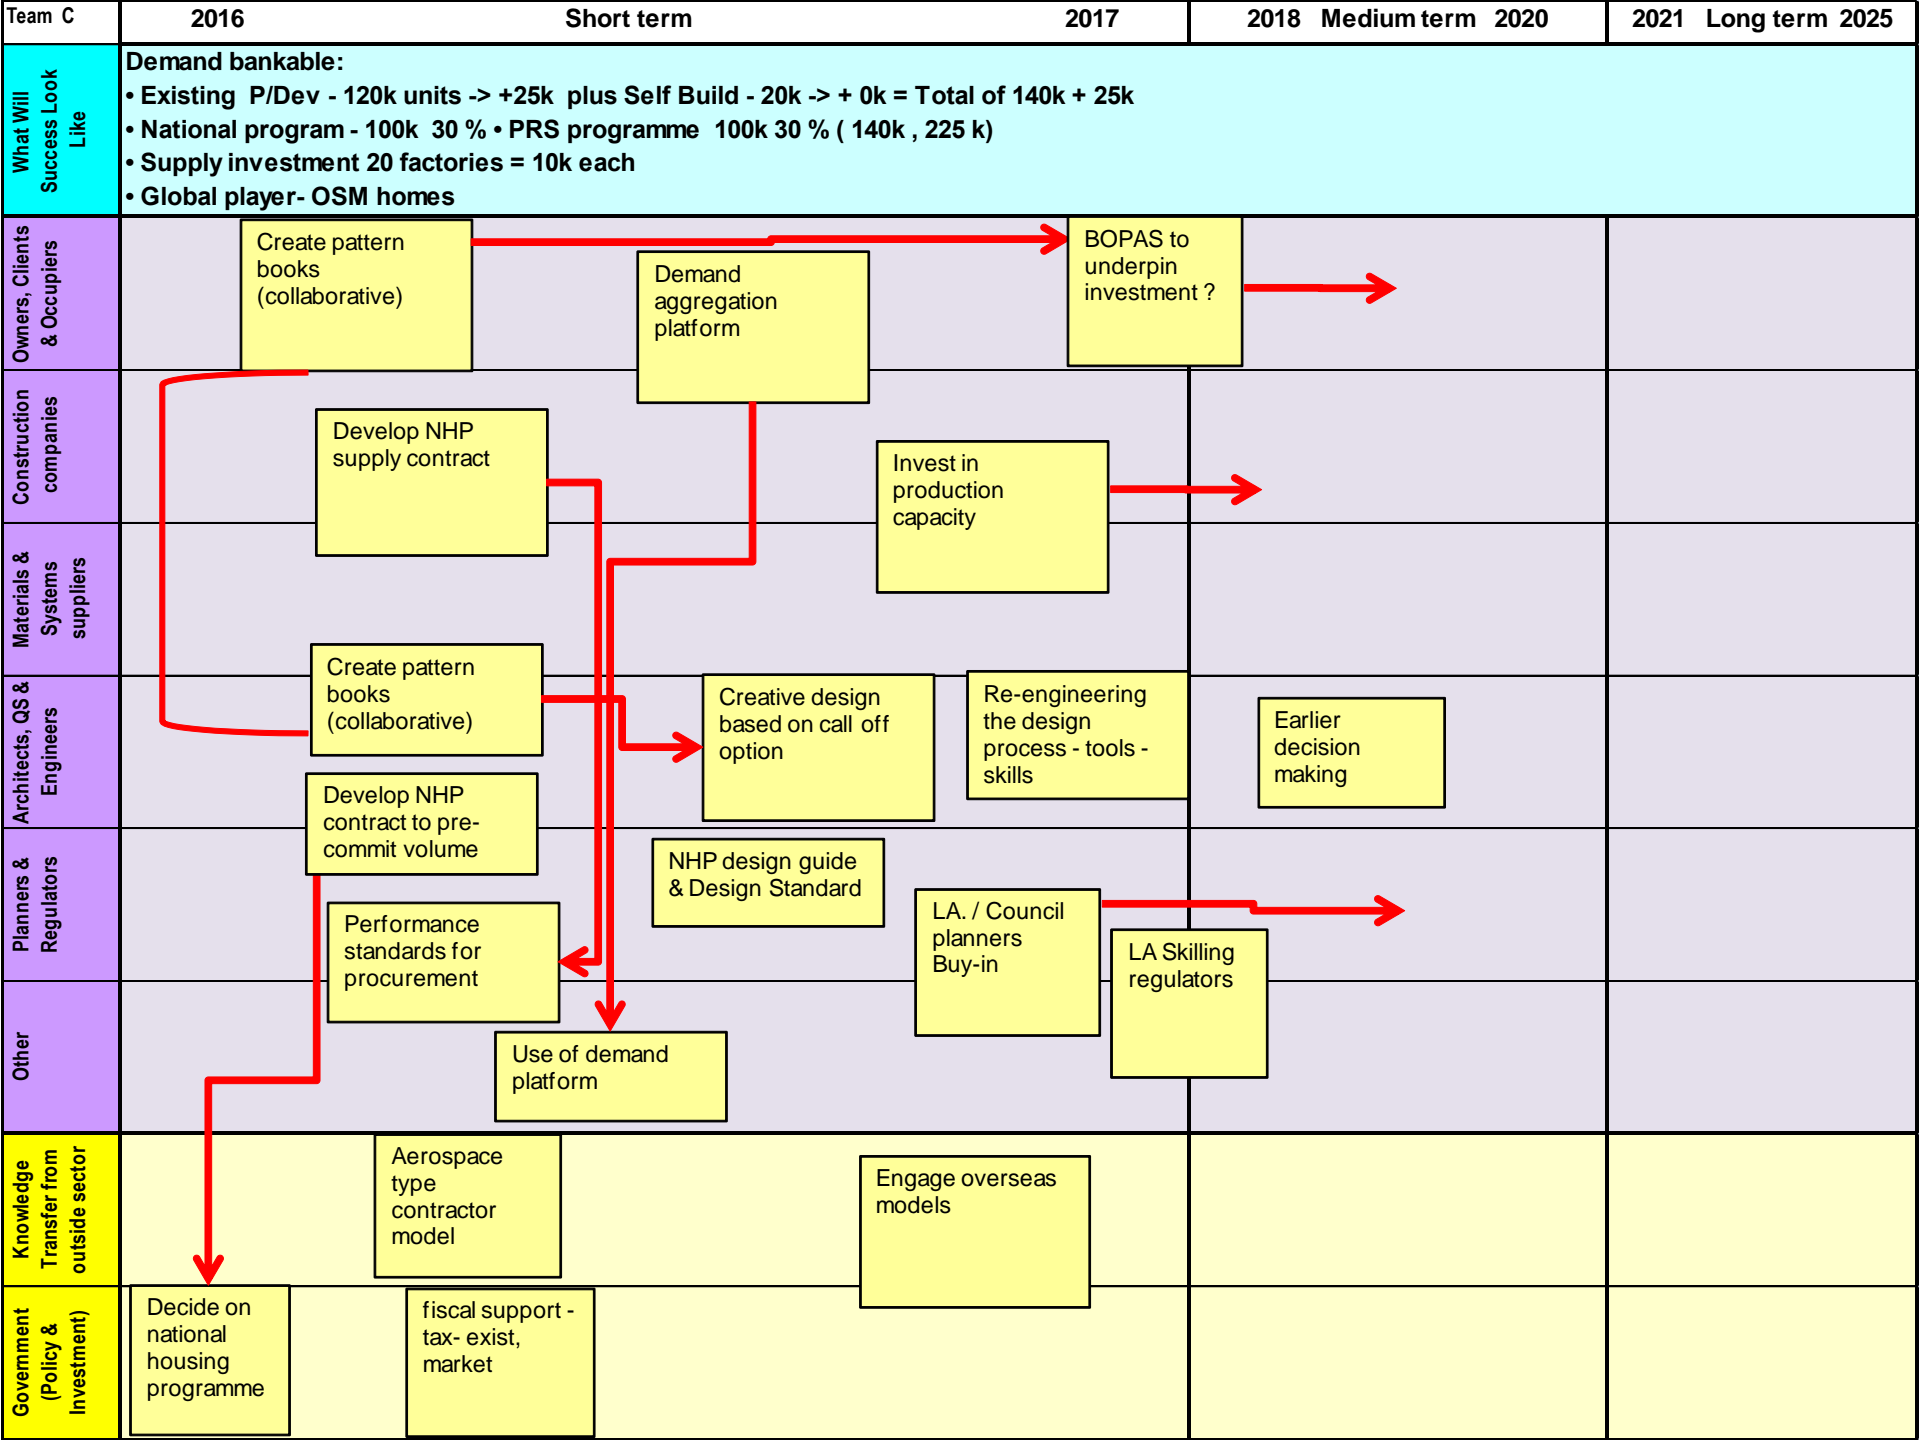 Team C
2016 Short term 2017
2018 Medium term 2020
2021 Long term 2025
What Will
Success Look
Like
Demand bankable:
• Existing P/Dev - 120k units -> +25k plus Self Build - 20k -> + 0k = Total of 140k + 25k
• National program - 100k 30 % • PRS programme 100k 30 % ( 140k , 225 k)
• Supply investment 20 factories = 10k each
• Global player- OSM homes
Owners, Clients
& Occupiers
Create pattern
books
(collaborative)
Demand
aggregation
platform
BOPAS to
underpin
investment ?
Construction
companies
Develop NHP
supply contract
Invest in
production
capacity
Materials &
Systems
suppliers
Architects, QS &
Engineers
Create pattern
books
(collaborative)
Creative design
based on call off
option
Re-engineering
the design
process - tools -
skills
Earlier
decision
making
Develop NHP
contract to pre-
commit volume
Planners &
Regulators
NHP design guide
& Design Standard
Performance
standards for
procurement
LA. / Council
planners
Buy-in
LA Skilling
regulators
Other
Use of demand
platform
Knowledge
Transfer from
outside sector
Aerospace
type
contractor
model
Engage overseas
models
Government
(Policy &
Investment)
Decide on
national
housing
programme
fiscal support -
tax- exist,
market